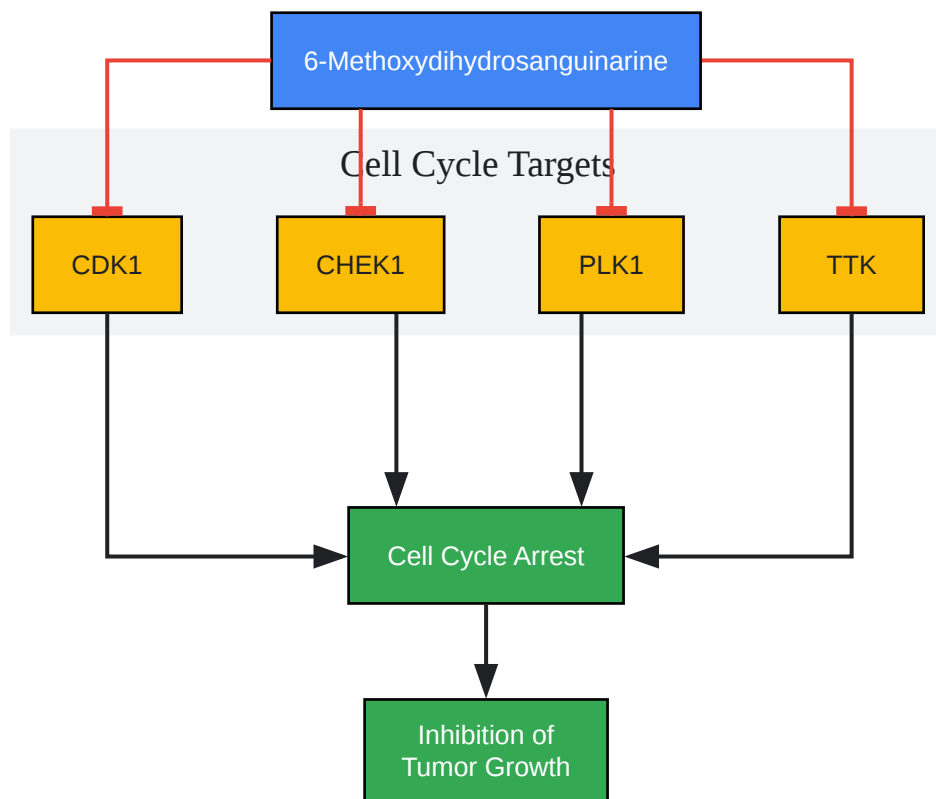 6-Methoxydihydrosanguinarine
Cell Cycle Targets
CDK1
CHEK1
PLK1
TTK
Cell Cycle Arrest
Inhibition of
Tumor Growth